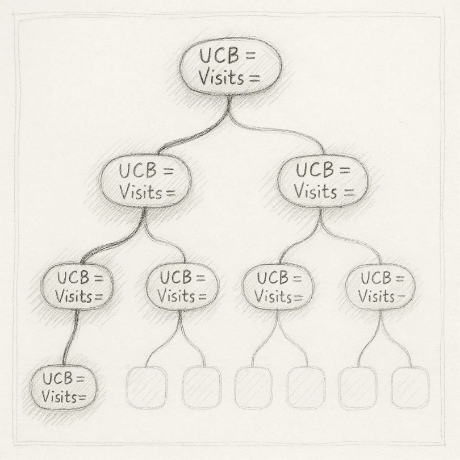 UCB =
Visits =
UCB =
Visits =
UCB =
Visits =
UCB =
Visits=
UCB =
Visits=
UCB =
Visits=
UCB =
Visits-
UCB =
Visits=